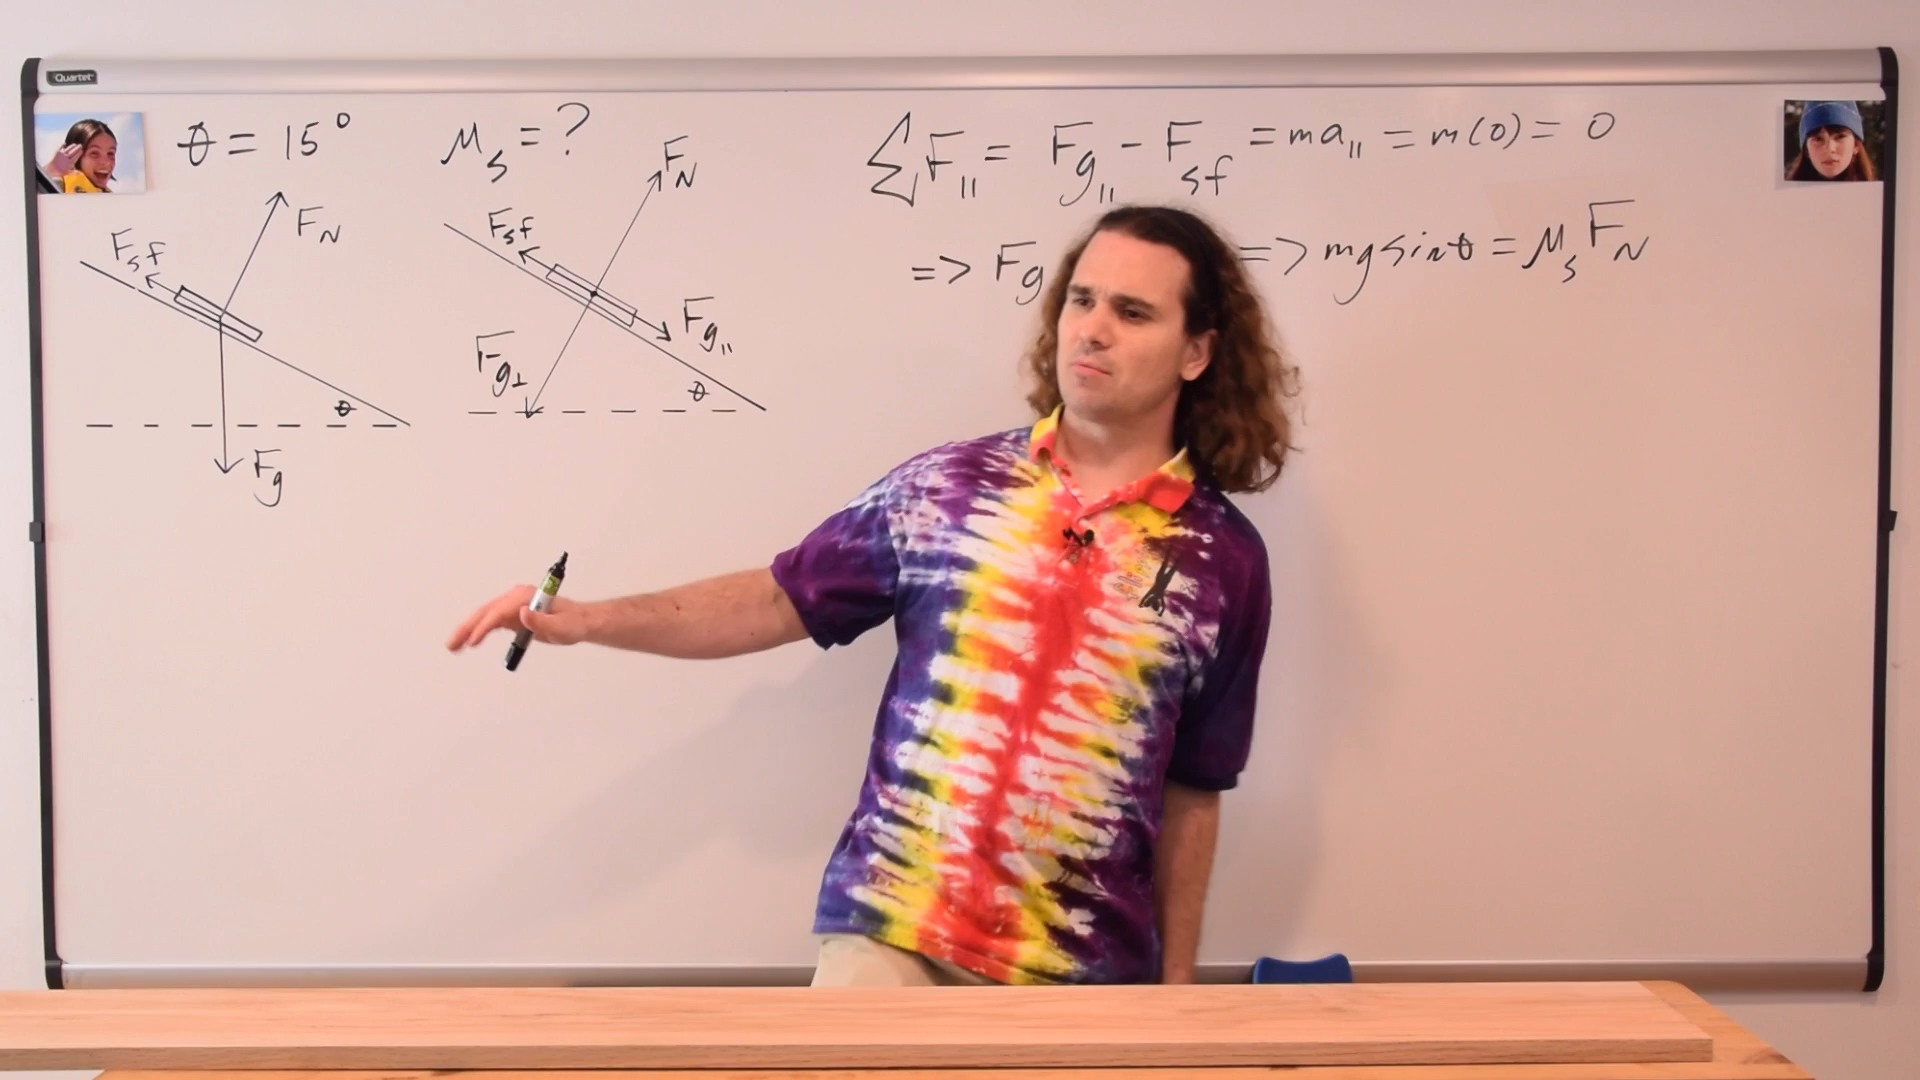 Quartet
θ = 15° μs = ?
ΣF|| = Fg|| - Fsf = ma|| = m(0) = 0
=> Fg => mg sinθ = μs FN
FN
Fsf
Fg
θ
FN
Fsf
Fg||
Fg⊥
θ